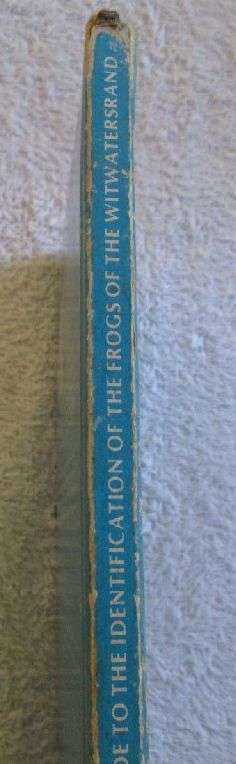 DE TO THE IDENTIFICATION OF THE FROGS OF THE WITWATERSRAND